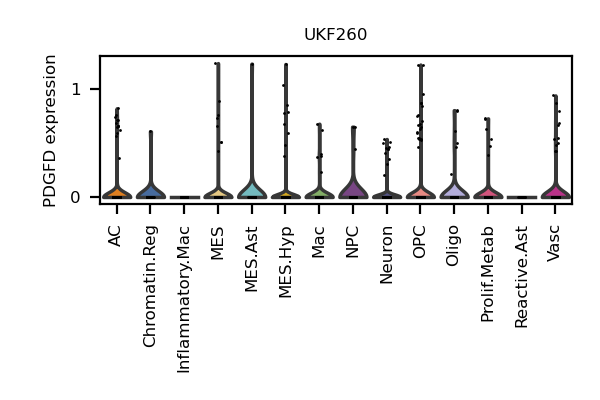 UKF260
PDGFD expression
1
0
AC
Chromatin.Reg
Inflammatory.Mac
MES
MES.Ast
MES.Hyp
Mac
NPC
Neuron
OPC
Oligo
Prolif.Metab
Reactive.Ast
Vasc